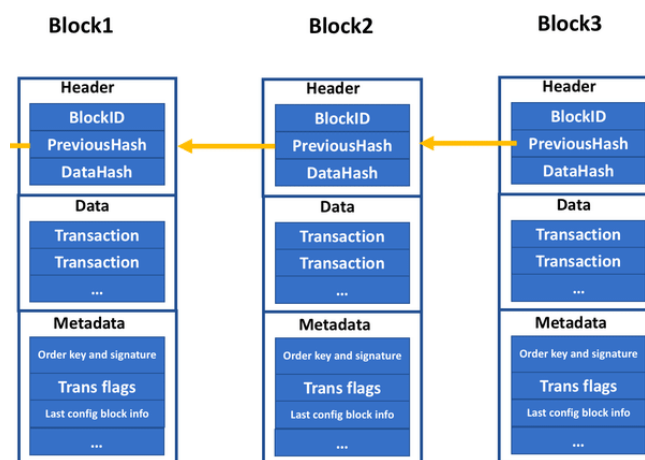 Block1
Header
BlockID
PreviousHash
DataHash
Data
Transaction
Transaction
...
Metadata
Order key and signature
Trans flags
Last config block info
...
Block2
Header
BlockID
PreviousHash
DataHash
Data
Transaction
Transaction
...
Metadata
Order key and signature
Trans flags
Last config block info
...
Block3
Header
BlockID
PreviousHash
DataHash
Data
Transaction
Transaction
...
Metadata
Order key and signature
Trans flags
Last config block info
...